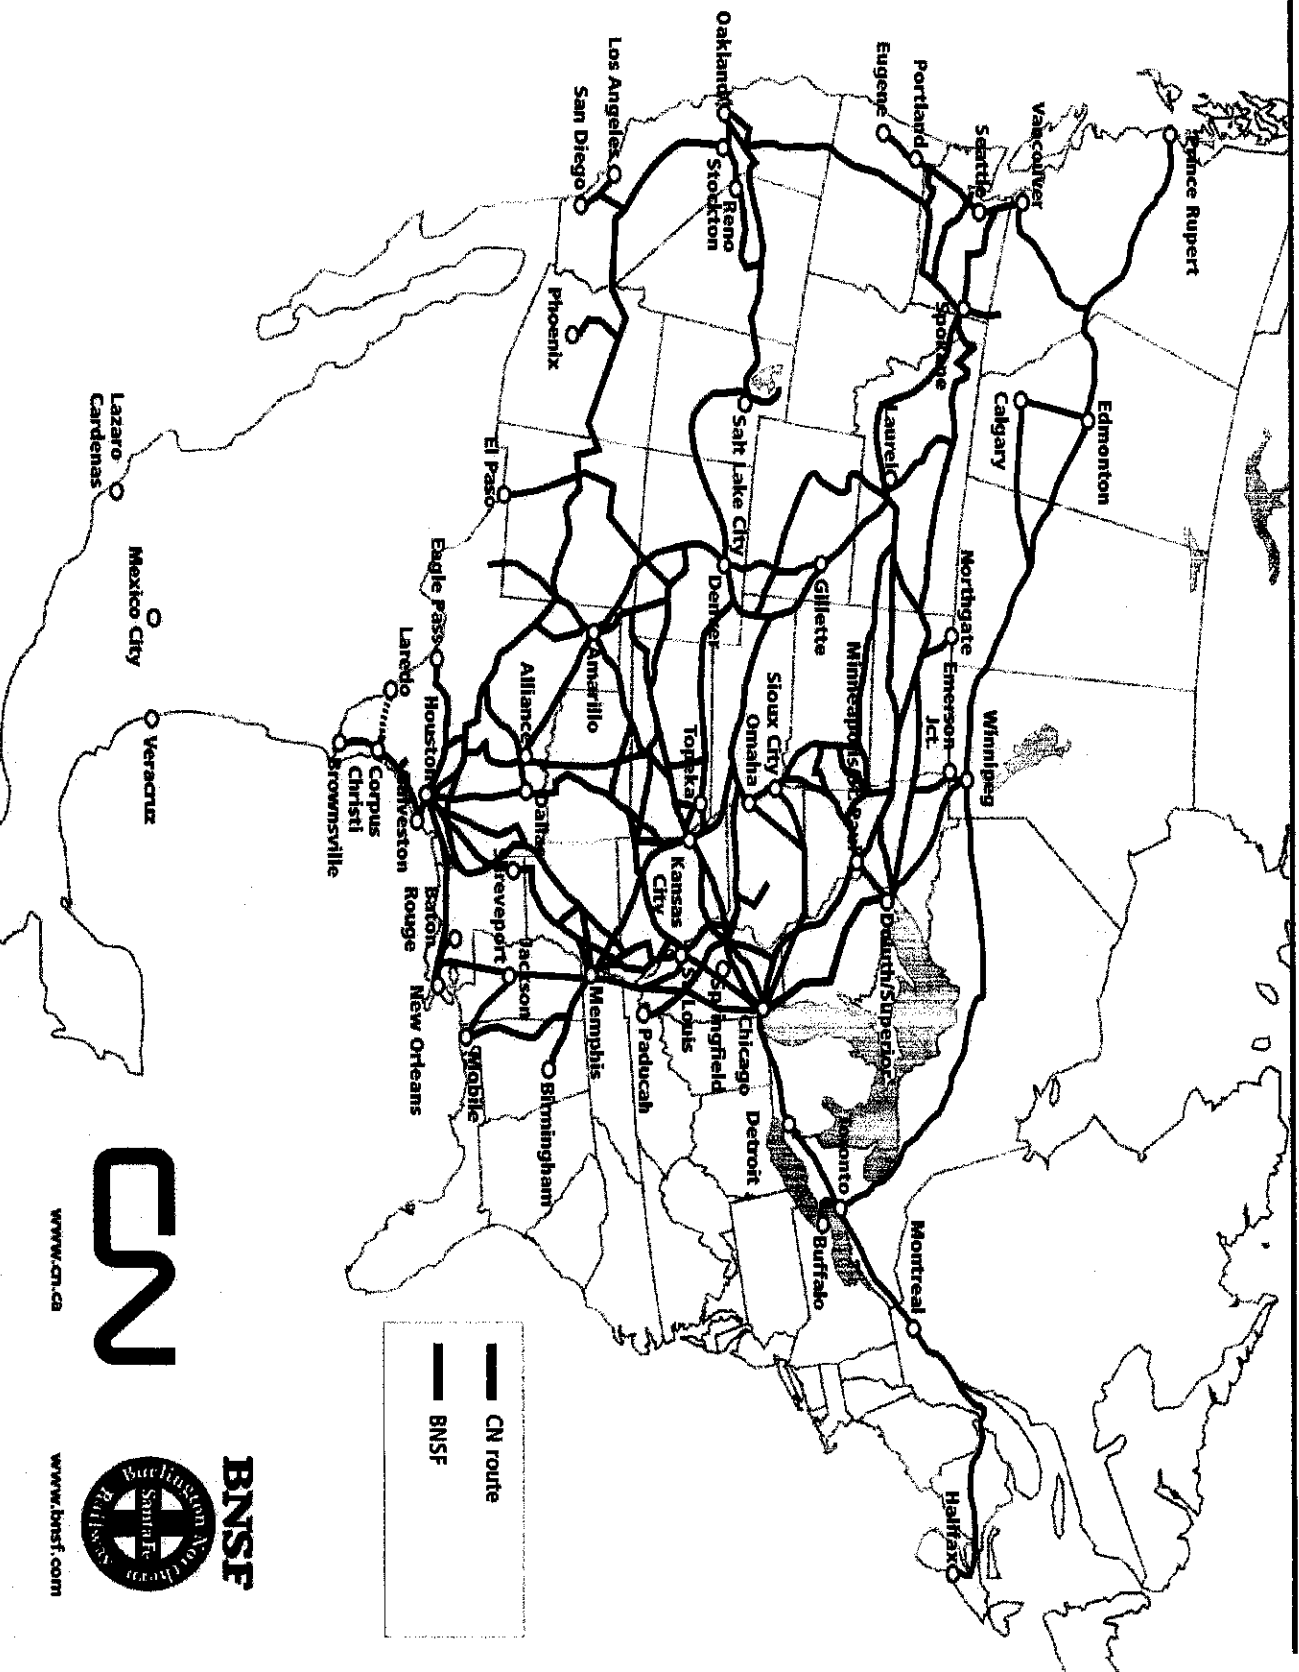 Prince Rupert
Vancouver
Seattle
Portland
Eugene
Oakland
Los Angeles
San Diego
Stockton
Reno
Spokane
Phoenix
Edmonton
Calgary
Laurel
Salt Lake City
El Paso
Lazaro
Cardenas
Mexico City
Veracruz
Northgate
Gillette
Denver
Eagle Pass
Laredo
Winnipeg
Emerson
Jct.
Minneapolis/St. Paul
Sioux City
Omaha
Topeka
Amarillo
Alliance
Dallas
Houston
Galveston
Corpus
Christi
Brownsville
Kansas
City
Shreveport
Baton
Rouge
Duluth/Superior
Chicago
Springfield
St. Louis
Paducah
Memphis
Jackson
New Orleans
Mobile
Birmingham
Detroit
Toronto
Buffalo
Montreal
Halifax
CN route
BNSF
CN
www.cn.ca
BNSF
Burlington Northern
Santa Fe
Railway
www.bnsf.com